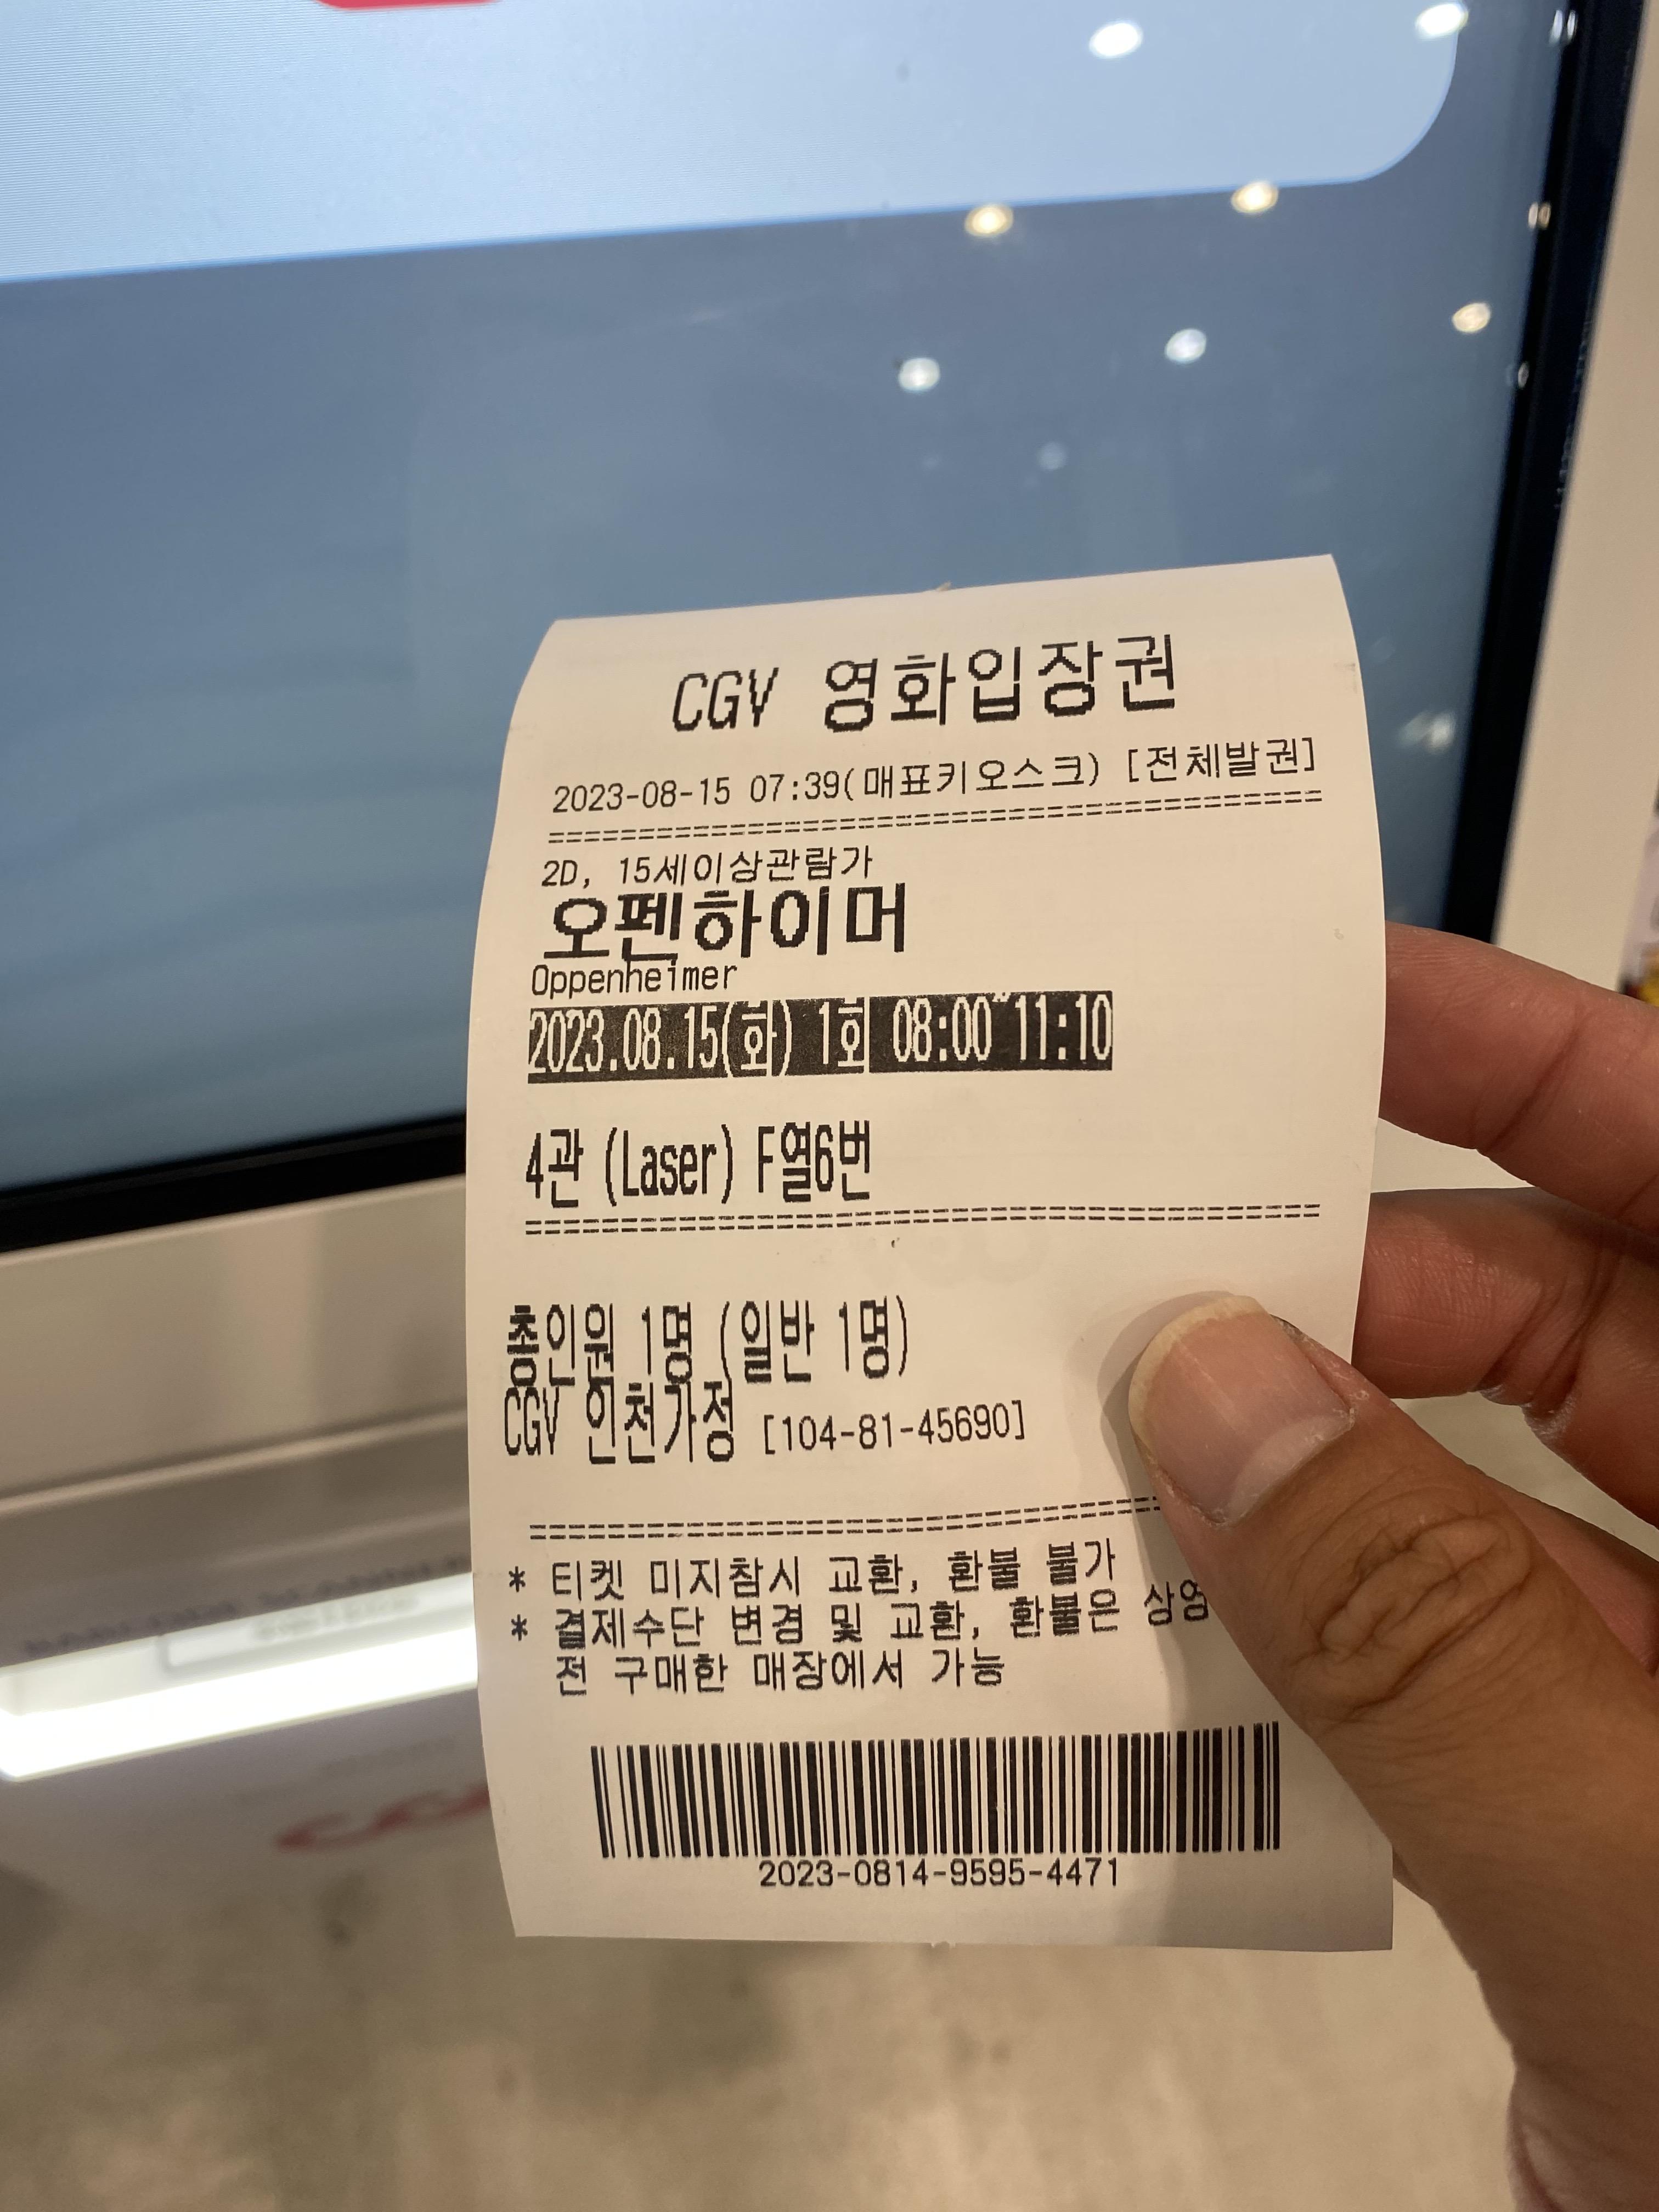 CGV 영화입장권
2023-08-15 07:39(매표키오스크) [전체발권]
2D, 15세이상관람가
오펜하이머
Oppenheimer
2023.08.15(화) 1회 08:00~11:10
4관 (Laser) F열6번
총인원 1명 (일반 1명)
CGV 인천가정 [104-81-45690]
* 티켓 미지참시 교환, 환불 불가
* 결제수단 변경 및 교환, 환불은 상영
전 구매한 매장에서 가능
2023-0814-9595-4471